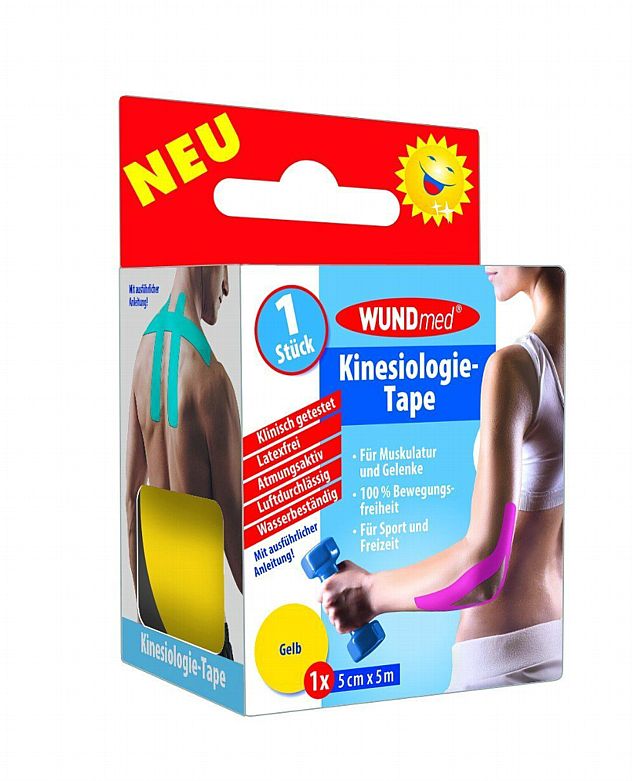 NEU
Mit ausführlicher
Anleitung!
1
Stück
WUNDmed®
Kinesiologie-
Tape
Klinisch getestet
Latexfrei
Atmungsaktiv
Luftdurchlässig
Wasserbeständig
Mit ausführlicher
Anleitung!
• Für Muskulatur
und Gelenke
• 100 % Bewegungs-
freiheit
• Für Sport und
Freizeit
Gelb
1x 5 cm x 5 m
Kinesiologie-Tape